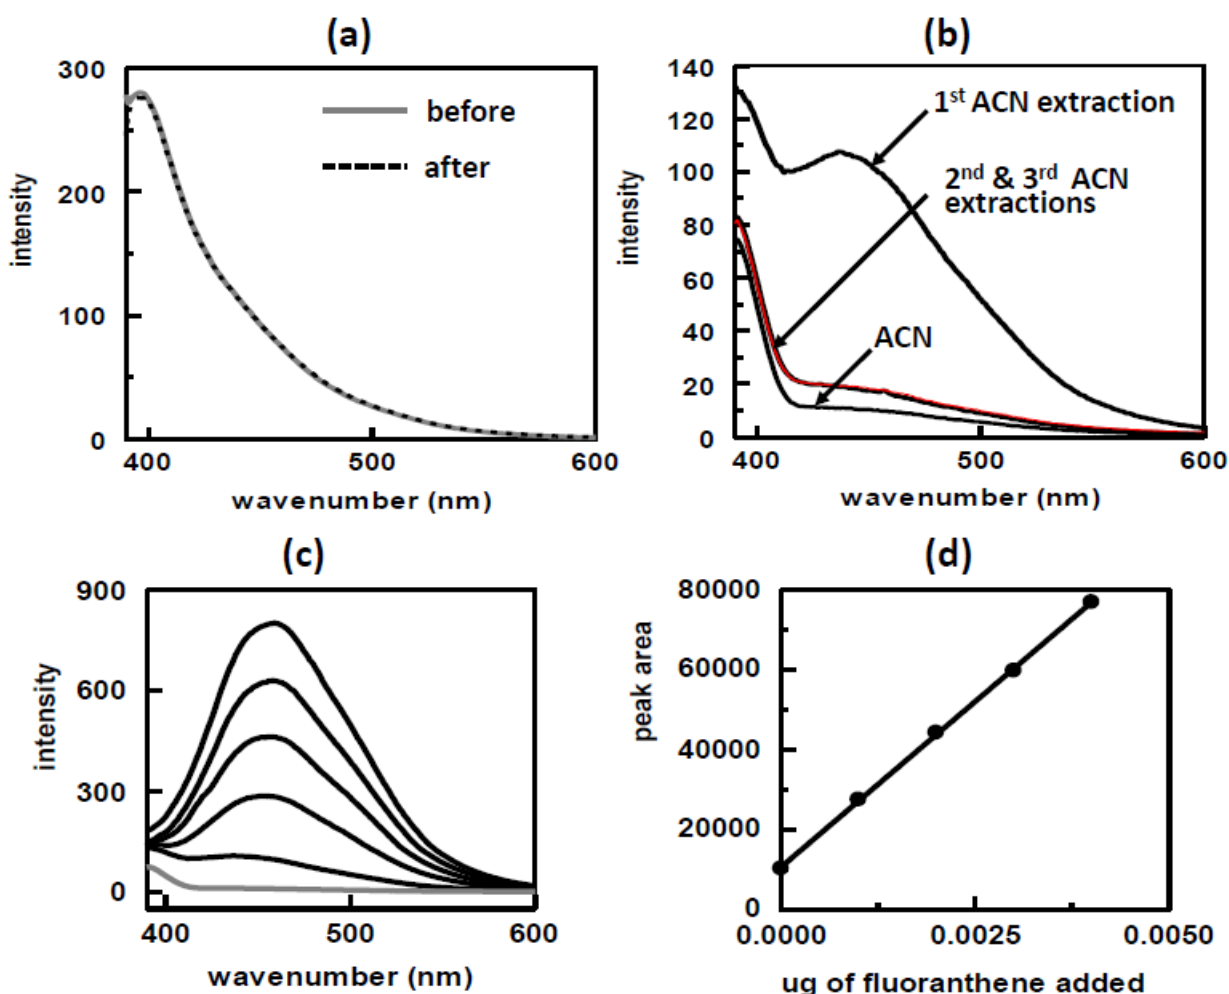 (a)
300
200
100
0
400
500
600
intensity
wavenumber (nm)
before
after
(b)
140
120
100
80
60
40
20
0
400
500
600
intensity
wavenumber (nm)
1st ACN extraction
2nd & 3rd ACN
extractions
ACN
(c)
900
600
300
0
400
500
600
intensity
wavenumber (nm)
(d)
80000
60000
40000
20000
0
0.0000
0.0025
0.0050
peak area
ug of fluoranthene added